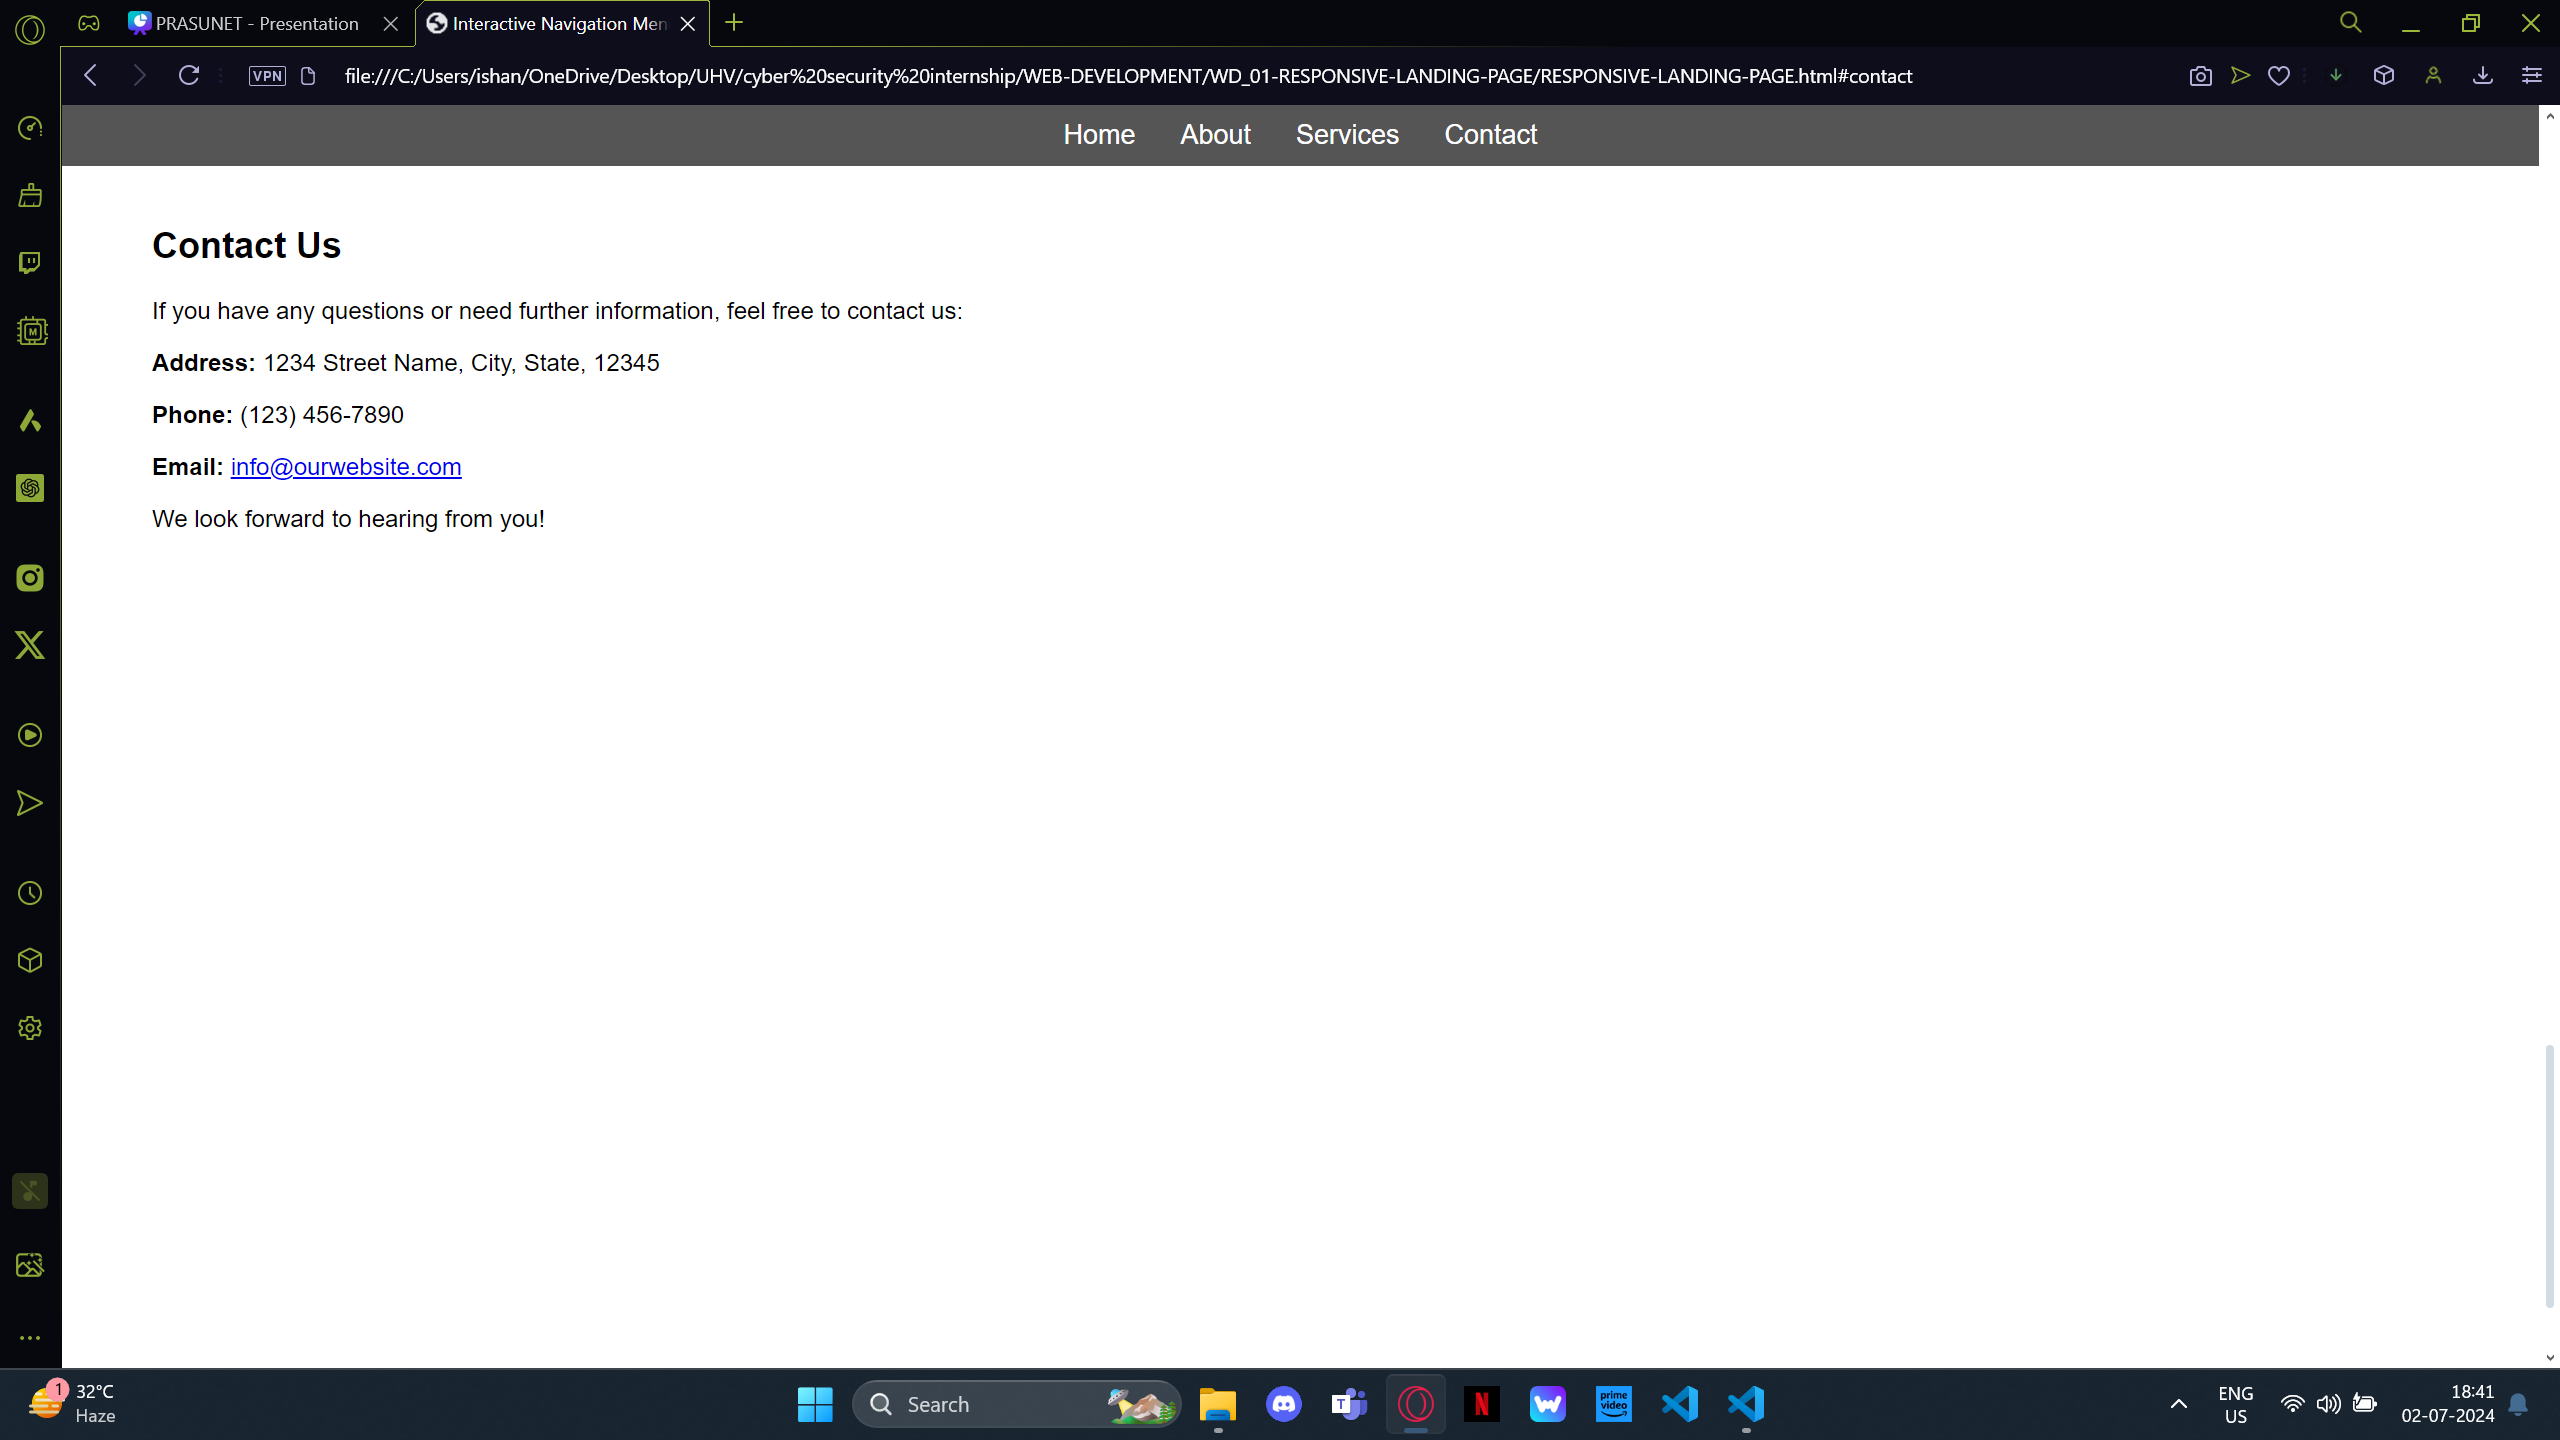 PRASUNET - Presentation
Interactive Navigation Men
VPN
file:///C:/Users/ishan/OneDrive/Desktop/UHV/cyber%20security%20internship/WEB-DEVELOPMENT/WD_01-RESPONSIVE-LANDING-PAGE/RESPONSIVE-LANDING-PAGE.html#contact
Home About Services Contact
Contact Us
If you have any questions or need further information, feel free to contact us:
Address: 1234 Street Name, City, State, 12345
Phone: (123) 456-7890
Email: info@ourwebsite.com
We look forward to hearing from you!
M
1
32°C
Haze
Search
T
N
W
prime
video
ENG
US
18:41
02-07-2024